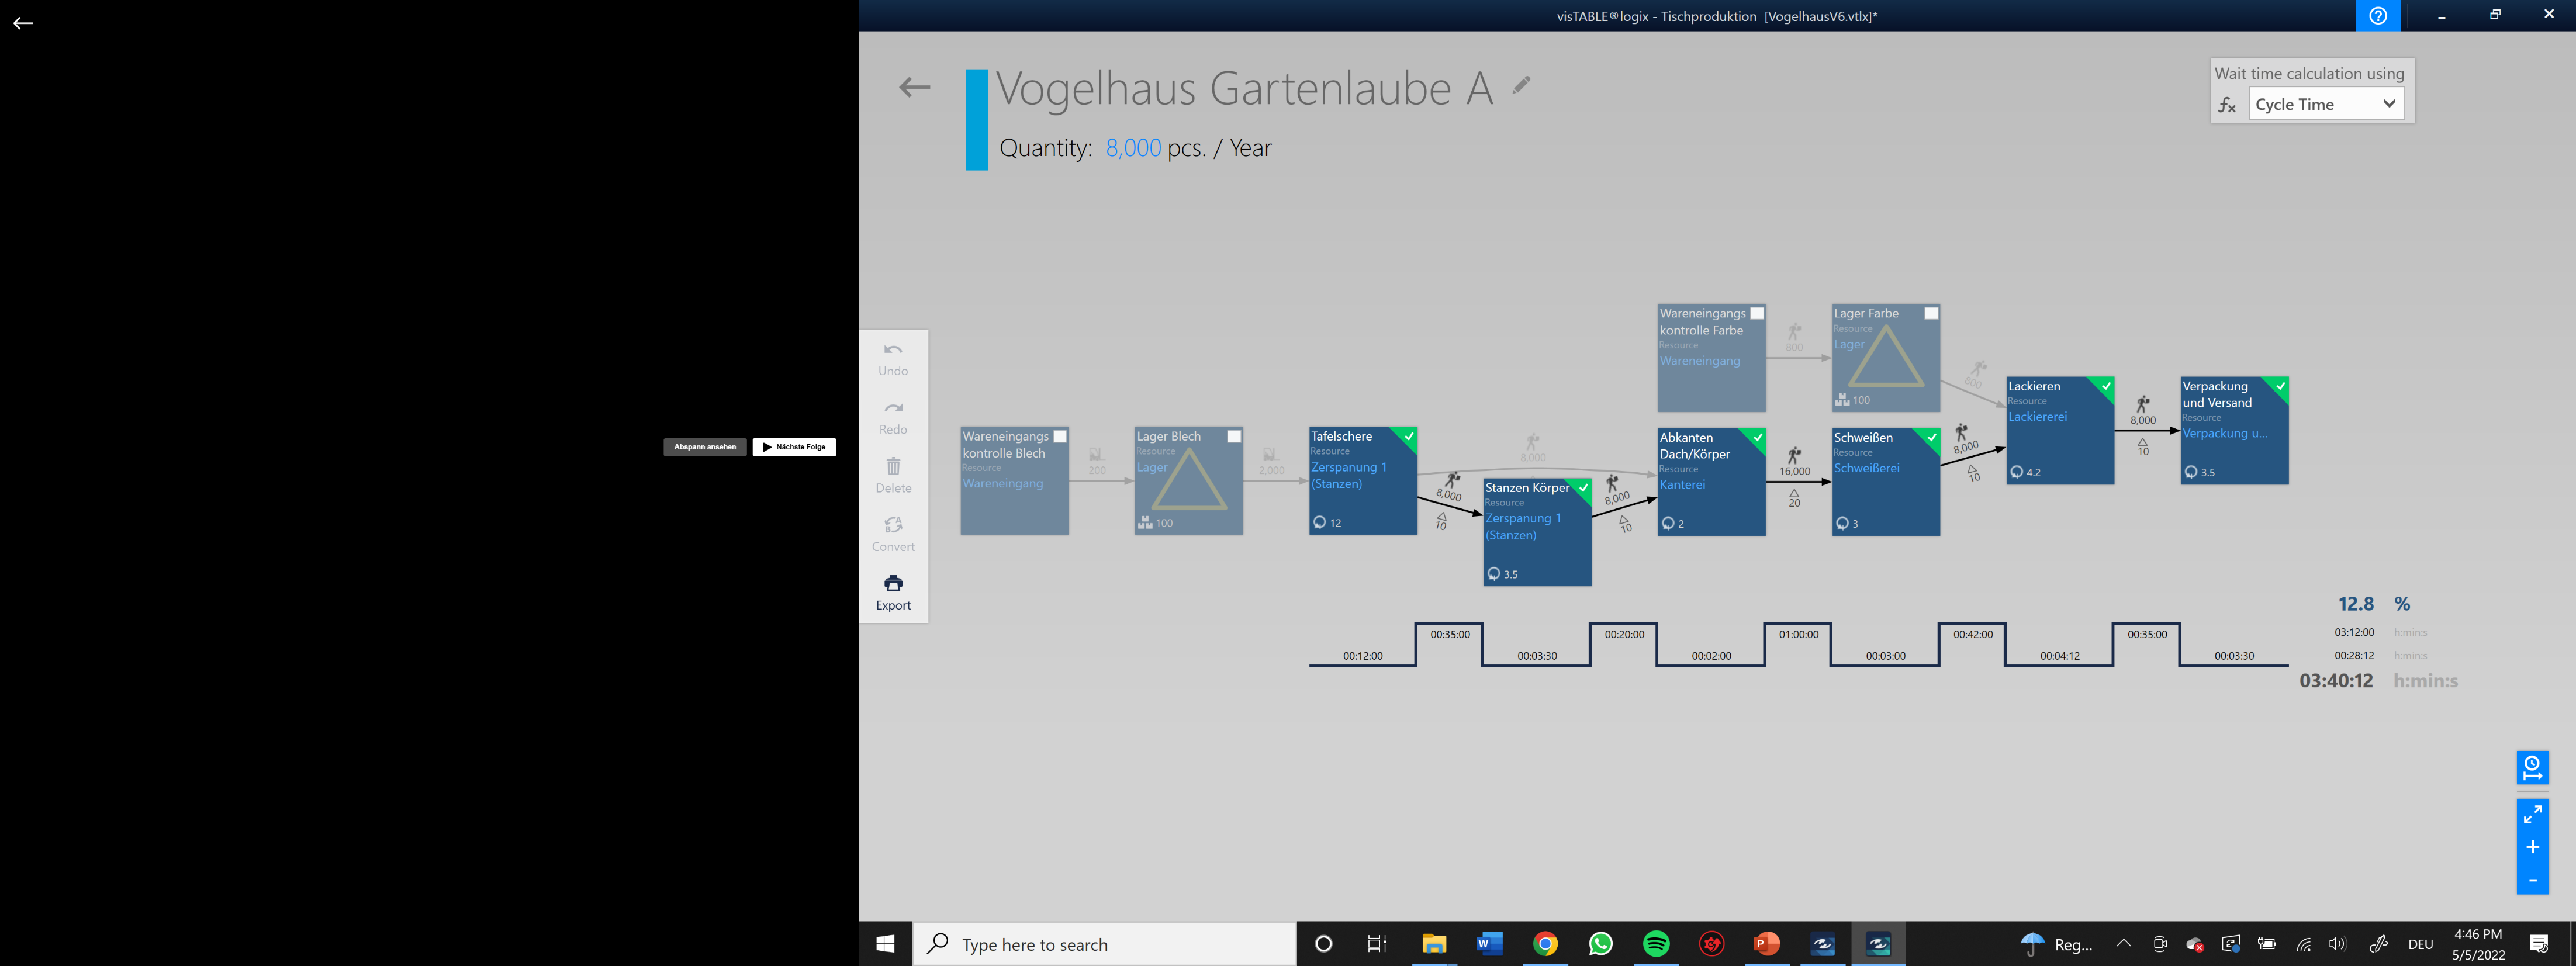 Abspann ansehen
Nächste Folge
visTABLE®logix - Tischproduktion [VogelhausV6.vtlx]*
Vogelhaus Gartenlaube A
Quantity: 8,000 pcs. / Year
Wait time calculation using
fx Cycle Time
Undo
Redo
Delete
Convert
Export
Wareneingangs
kontrolle Farbe
Resource
Wareneingang
800
Lager Farbe
Resource
Lager
100
800
Wareneingangs
kontrolle Blech
Resource
Wareneingang
200
Lager Blech
Resource
Lager
100
2,000
Tafelschere
Resource
Zerspanung 1
(Stanzen)
12
8,000
8,000
10
Stanzen Körper
Resource
Zerspanung 1
(Stanzen)
3.5
8,000
10
Abkanten
Dach/Körper
Resource
Kanterei
2
16,000
20
Schweißen
Resource
Schweißerei
3
8,000
10
Lackieren
Resource
Lackiererei
4.2
8,000
10
Verpackung
und Versand
Resource
Verpackung u...
3.5
00:12:00
00:35:00
00:03:30
00:20:00
00:02:00
01:00:00
00:03:00
00:42:00
00:04:12
00:35:00
00:03:30
12.8 %
03:12:00 h:min:s
00:28:12 h:min:s
03:40:12 h:min:s
Type here to search
Reg...
DEU
4:46 PM
5/5/2022